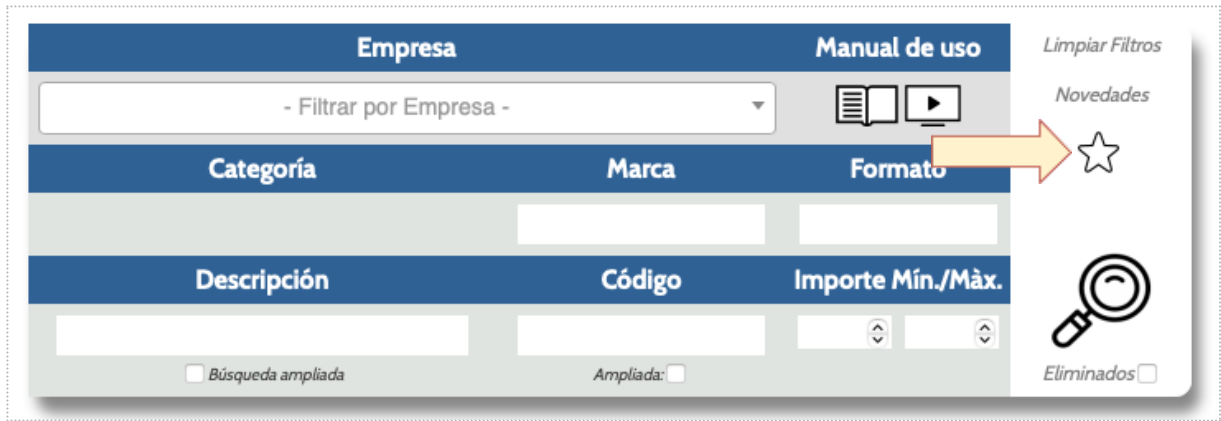 Empresa Manual de uso Limpiar Filtros
- Filtrar por Empresa - Novedades
Categoría Marca Formato
Descripción Código Importe Mín./Màx.
Búsqueda ampliada Ampliada: Eliminados